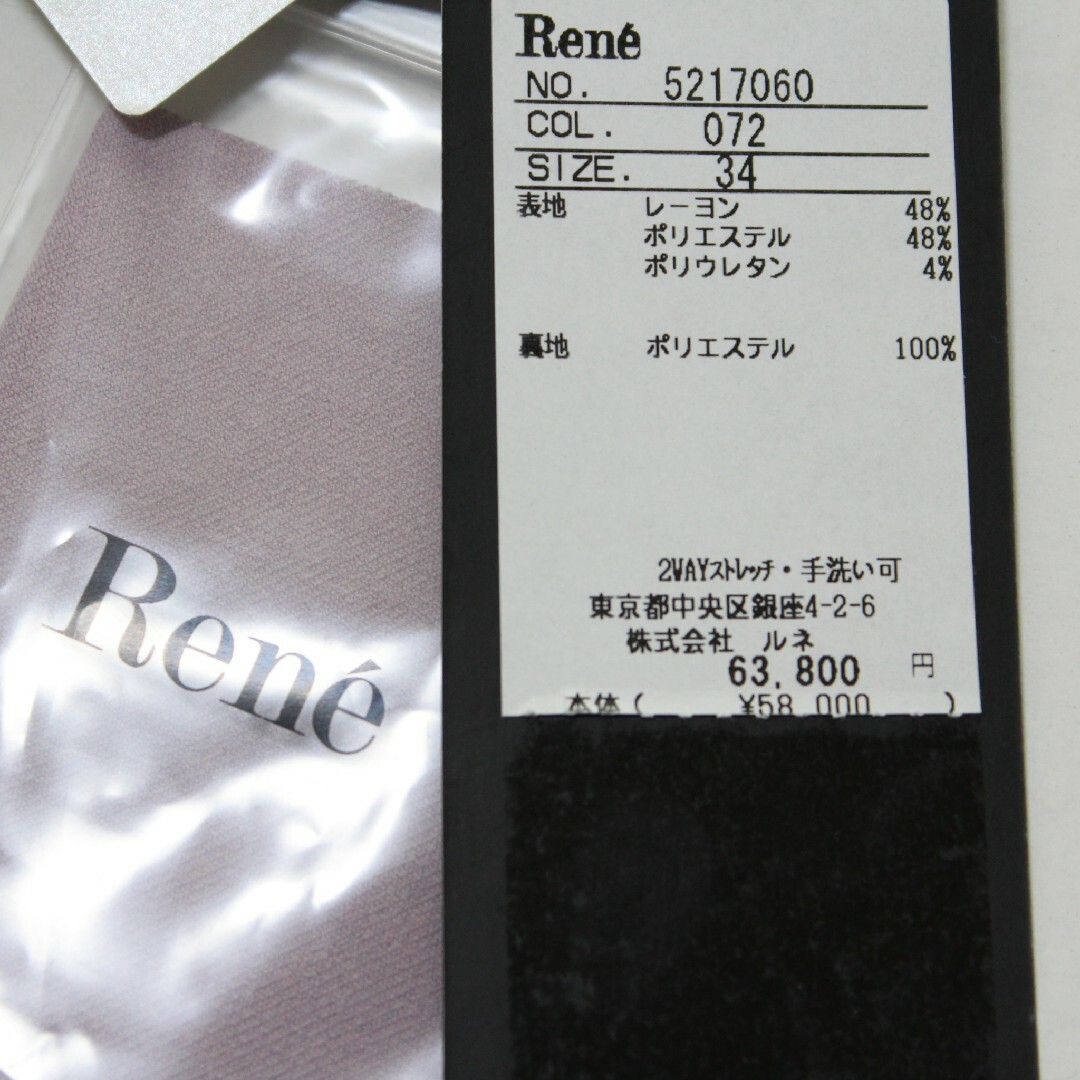 René
NO. 5217060
COL. 072
SIZE. 34
表地 レーヨン 48%
ポリエステル 48%
ポリウレタン 4%
裏地 ポリエステル 100%
2WAYストレッチ・手洗い可
東京都中央区銀座4-2-6
株式会社 ルネ
63,800 円
本体( ¥58,000 )
René